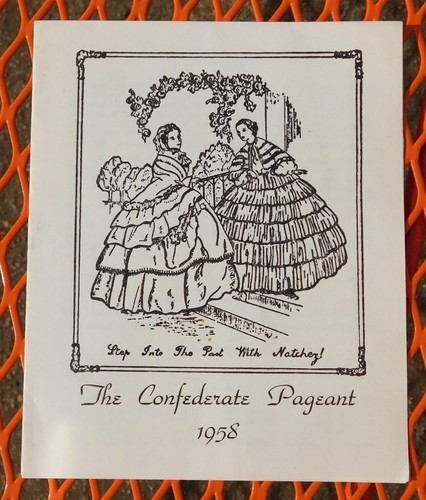 Step Into The Past With Natchez!
The Confederate Pageant
1958